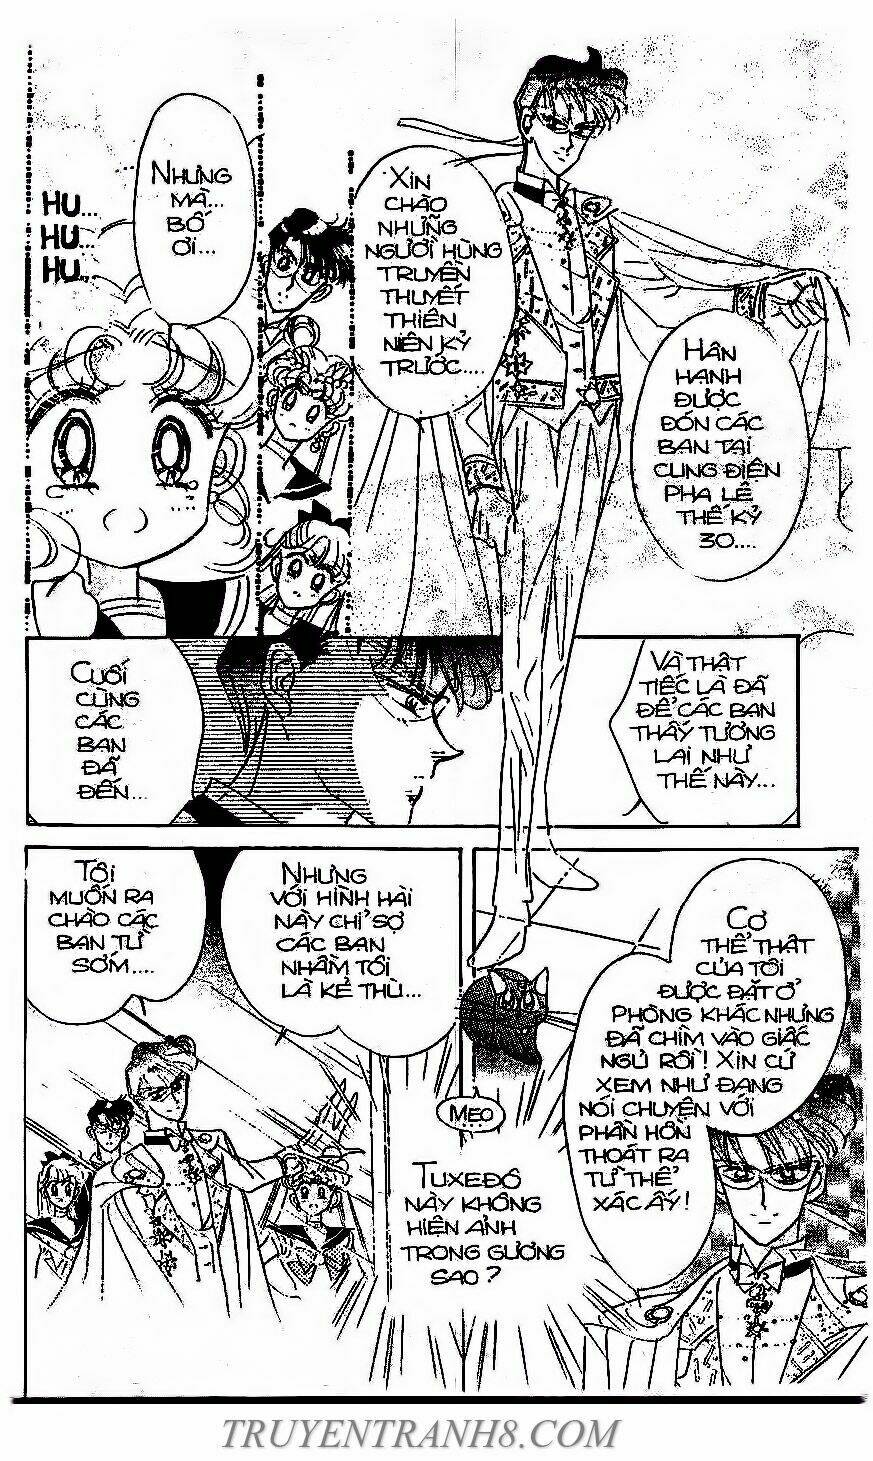 NHƯNG
MÀ...
BỐ
ƠI...
HU...
HU...
HU...
XIN
CHÀO
NHỮNG
NGƯỜI HÙNG
TRUYỀN
THUYẾT
THIÊN
NIÊN KỶ
TRƯỚC....
HÂN
HẠNH
ĐƯỢC
ĐÓN CÁC
BẠN TẠI
CUNG ĐIỆN
PHA LÊ
THẾ KỶ
30....
CUỐI
CÙNG
CÁC
BẠN
ĐÃ
ĐẾN...
VÀ THẬT
TIẾC LÀ ĐÃ
ĐỂ CÁC BẠN
THẤY TƯƠNG
LAI NHƯ
THẾ NÀY...
TÔI
MUỐN RA
CHÀO CÁC
BẠN TỪ
SỚM....
NHƯNG
VỚI HÌNH HÀI
NÀY CHỈ SỢ
CÁC BẠN
NHẦM TÔI
LÀ KẺ THÙ...
CƠ
THỂ THẬT
CỦA TÔI
ĐƯỢC ĐẶT Ở
PHÒNG KHÁC NHƯNG
ĐÃ CHÌM VÀO GIẤC
NGỦ RỒI! XIN CỨ
XEM NHƯ ĐANG
NÓI CHUYỆN VỚI
PHẦN HỒN
THOÁT RA
TỪ THỂ
XÁC ẤY!
MEO
TUXEĐÔ
NÀY KHÔNG
HIỆN ẢNH
TRONG GƯƠNG
SAO?
TRUYENTRANH8.COM